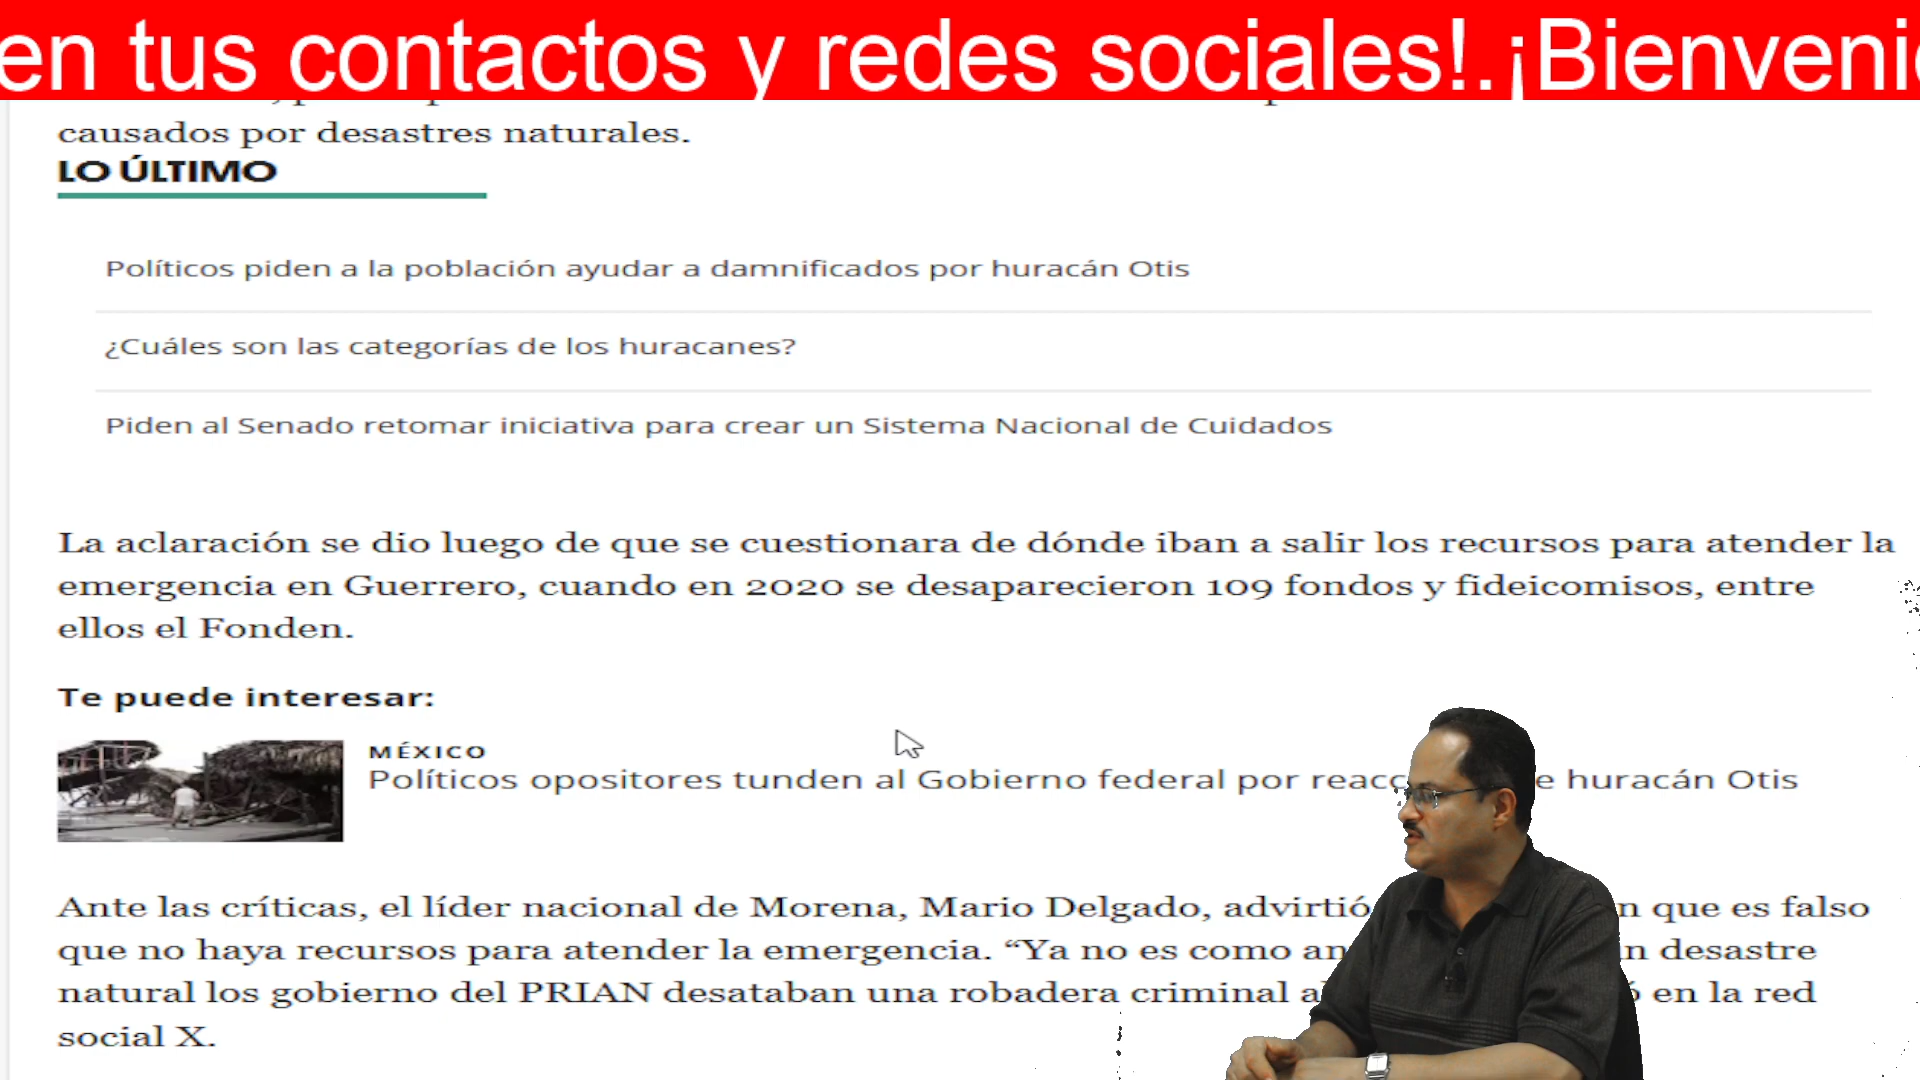 en tus contactos y redes sociales!.¡Bienveni
causados por desastres naturales.
LO ÚLTIMO
Políticos piden a la población ayudar a damnificados por huracán Otis
¿Cuáles son las categorías de los huracanes?
Piden al Senado retomar iniciativa para crear un Sistema Nacional de Cuidados
La aclaración se dio luego de que se cuestionara de dónde iban a salir los recursos para atender la
emergencia en Guerrero, cuando en 2020 se desaparecieron 109 fondos y fideicomisos, entre
ellos el Fonden.
Te puede interesar:
MÉXICO
Políticos opositores tunden al Gobierno federal por reacc e huracán Otis
Ante las críticas, el líder nacional de Morena, Mario Delgado, advirtió n que es falso
que no haya recursos para atender la emergencia. “Ya no es como an n desastre
natural los gobierno del PRIAN desataban una robadera criminal al ó en la red
social X.